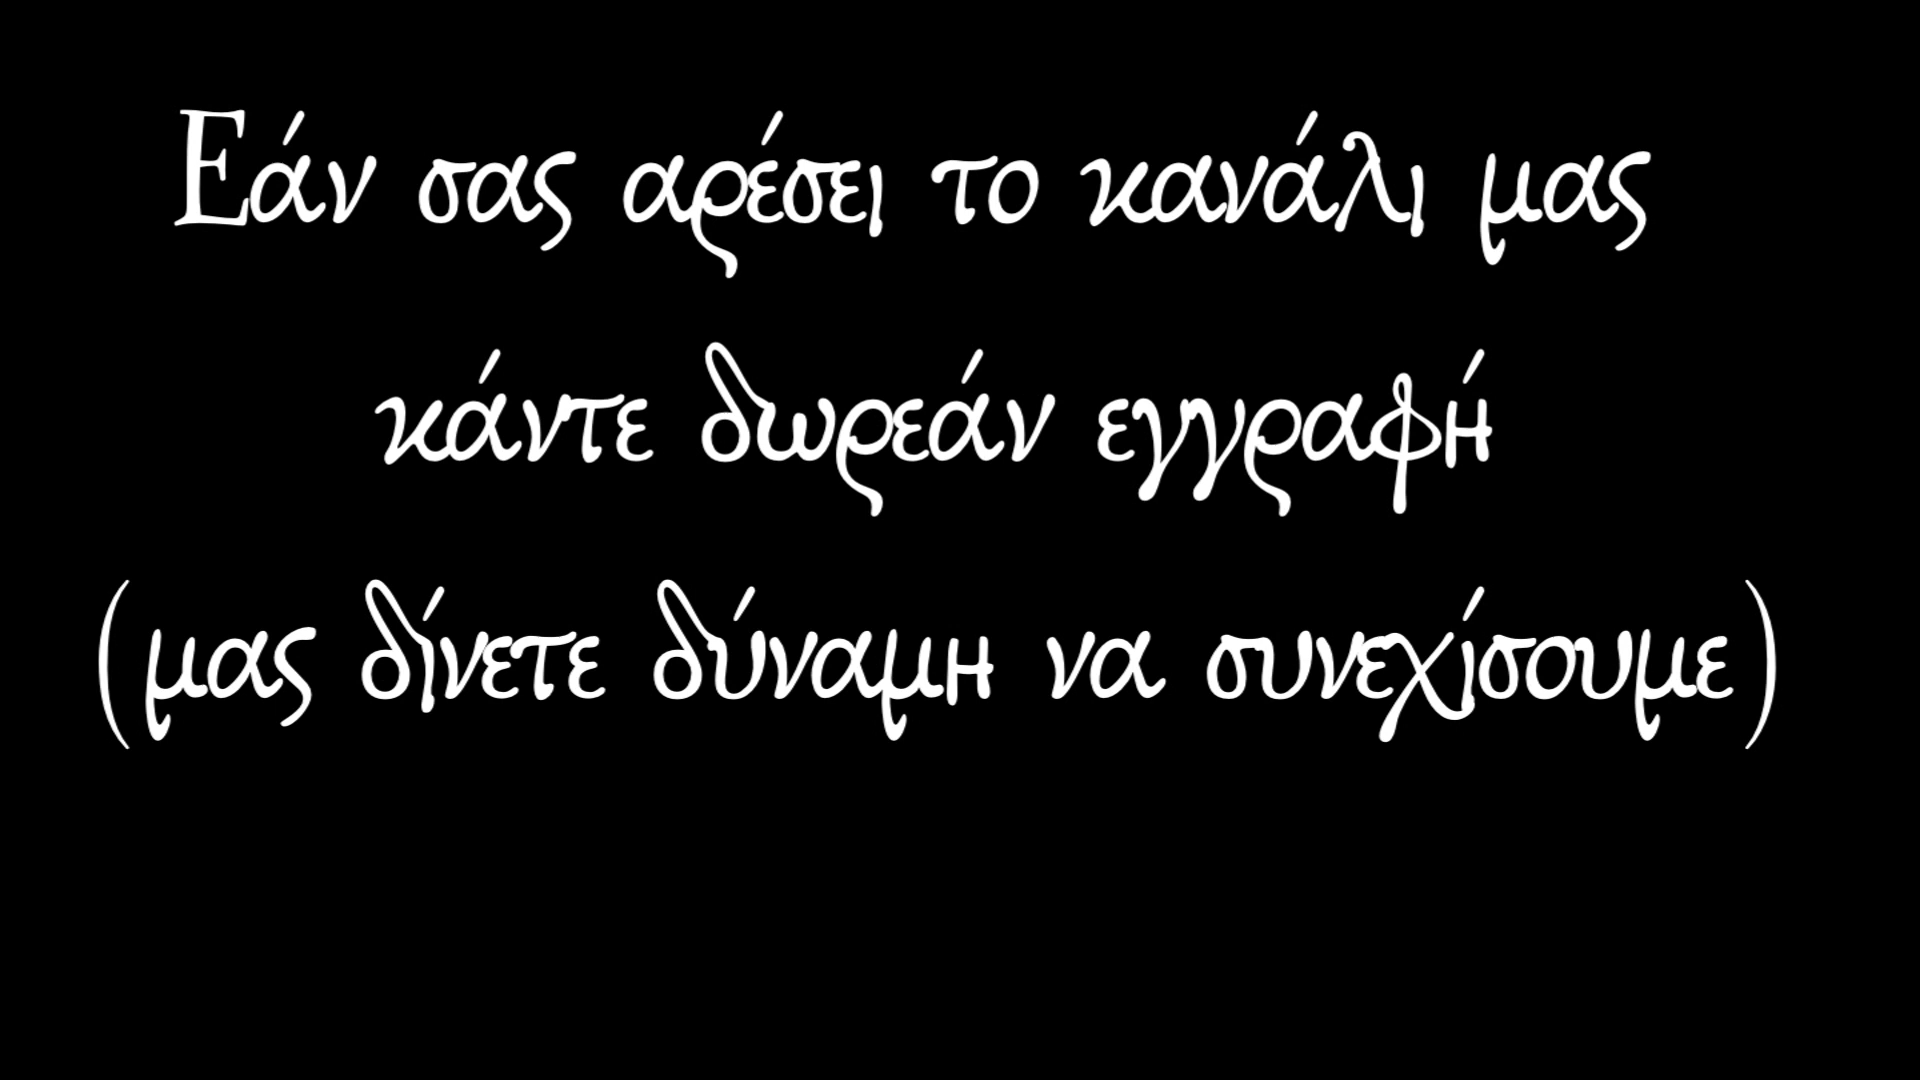 Εάν σας αρέσει το κανάλι μας
κάντε δωρεάν εγγραφή
(μας δίνετε δύναμη να συνεχίσουμε)